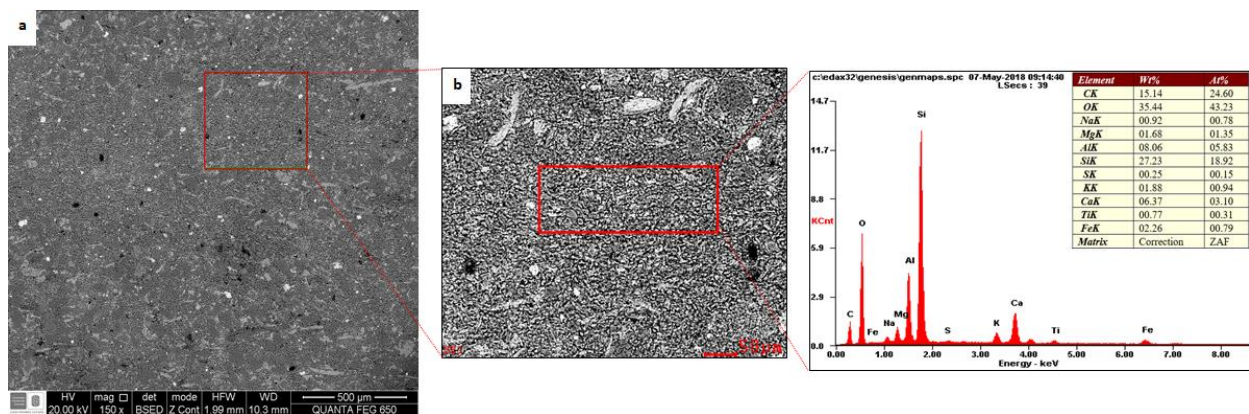 a
HV
mag
det
mode
HFW
WD
500 µm
20.00 kV
150 x
BSED
Z Cont
1.99 mm
10.3 mm
QUANTA FEG 650
b
50µm
c:\edax32\genesis\genmaps.spc 07-May-2018 09:14:40
LSecs : 39
14.7
11.7
8.8
KCnt
5.9
2.9
0.0
C
O
Fe
Na
Mg
Al
Si
S
K
Ca
Ti
Fe
0.00 1.00 2.00 3.00 4.00 5.00 6.00 7.00 8.00
Energy - keV
Element Wt% At%
CK 15.14 24.60
OK 35.44 43.23
NaK 00.92 00.78
MgK 01.68 01.35
AlK 08.06 05.83
SiK 27.23 18.92
SK 00.25 00.15
KK 01.88 00.94
CaK 06.37 03.10
TiK 00.77 00.31
FeK 02.26 00.79
Matrix Correction ZAF